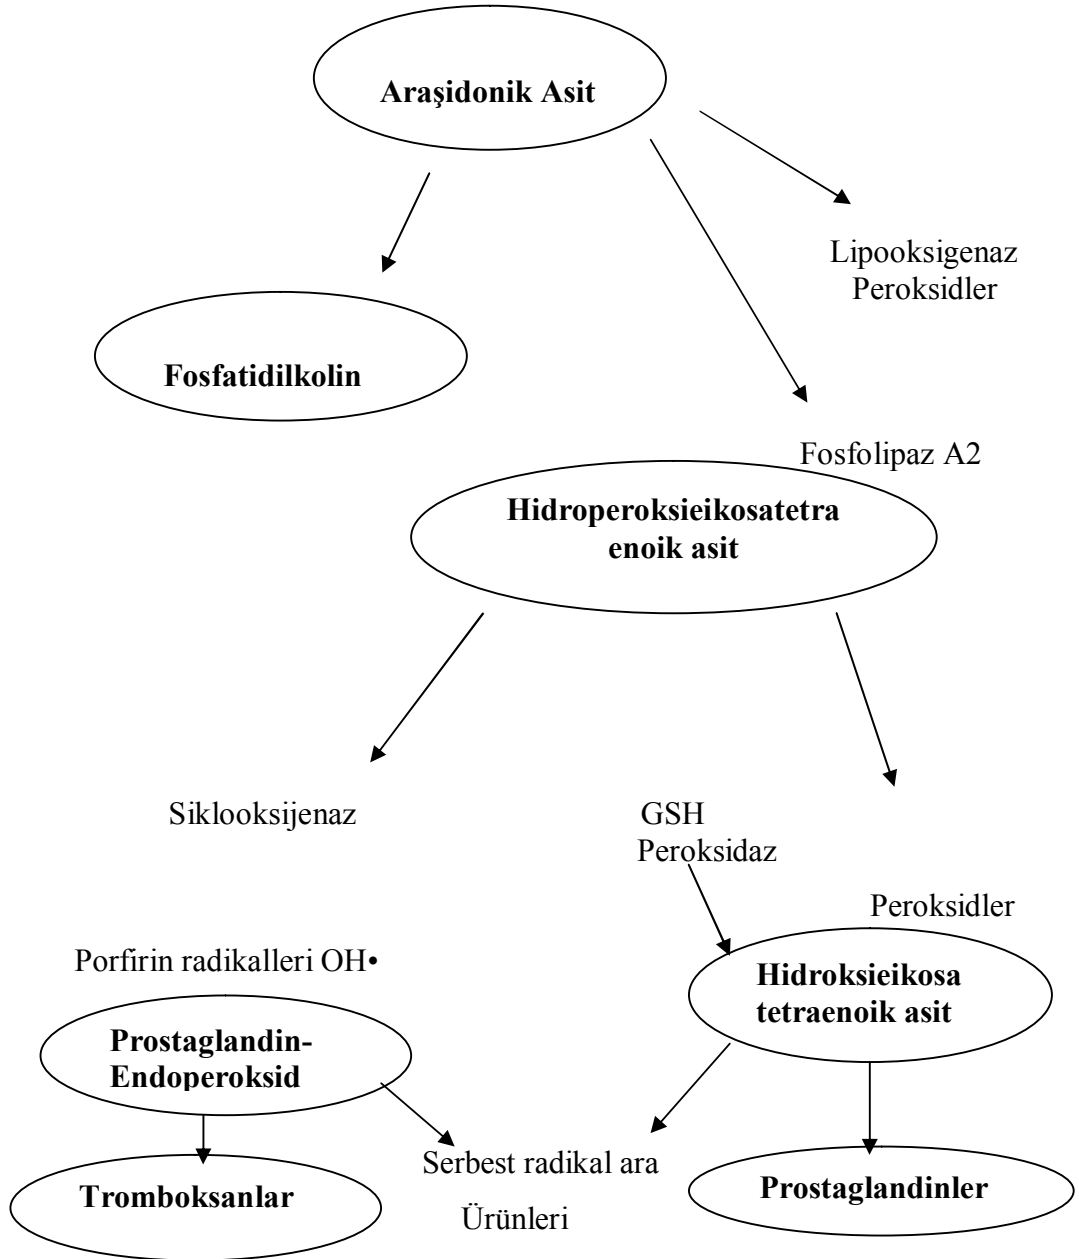 Araşidonik Asit
Lipooksigenaz
Peroksidler
Fosfatidilkolin
Fosfolipaz A2
Hidroperoksieikosatetra
enoik asit
Siklooksijenaz
GSH
Peroksidaz
Peroksidler
Porfirin radikalleri OH•
Hidroksieikosa
tetraenoik asit
Prostaglandin-
Endoperoksid
Serbest radikal ara
Ürünleri
Tromboksanlar
Prostaglandinler